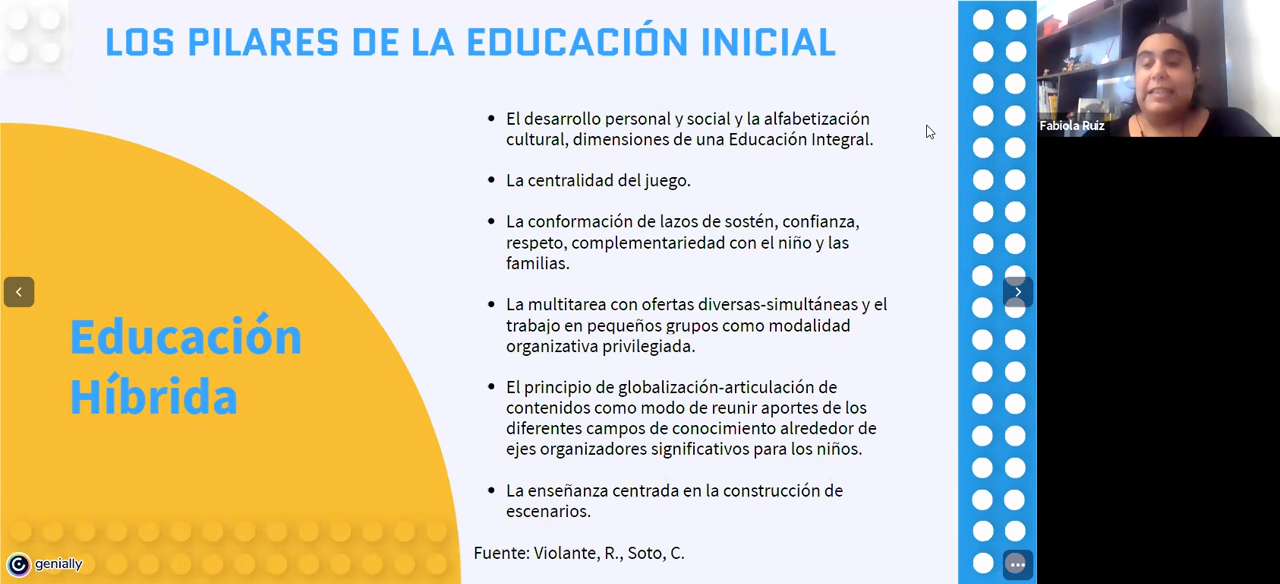 LOS PILARES DE LA EDUCACIÓN INICIAL
Fabiola Ruiz
• El desarrollo personal y social y la alfabetización
cultural, dimensiones de una Educación Integral.
• La centralidad del juego.
• La conformación de lazos de sostén, confianza,
respeto, complementariedad con el niño y las
familias.
• La multitarea con ofertas diversas-simultáneas y el
trabajo en pequeños grupos como modalidad
organizativa privilegiada.
• El principio de globalización-articulación de
contenidos como modo de reunir aportes de los
diferentes campos de conocimiento alrededor de
ejes organizadores significativos para los niños.
• La enseñanza centrada en la construcción de
escenarios.
Fuente: Violante, R., Soto, C.
Educación
Híbrida
genially